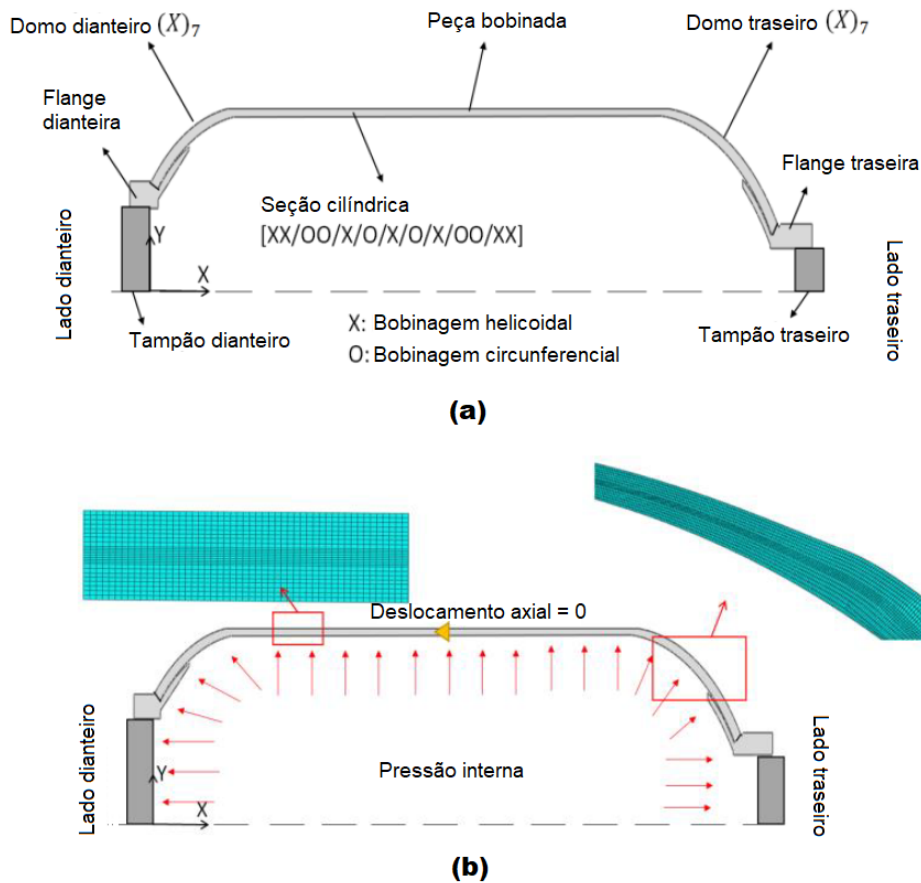 Domo dianteiro (X)₇
Peça bobinada
Domo traseiro (X)₇
Flange
dianteira
Flange traseira
Seção cilíndrica
[XX/OO/X/O/X/O/X/OO/XX]
Lado dianteiro
Y
X
Lado traseiro
Tampão dianteiro
X: Bobinagem helicoidal
O: Bobinagem circunferencial
Tampão traseiro
(a)
Deslocamento axial = 0
Lado dianteiro
Pressão interna
Lado traseiro
Y
X
(b)